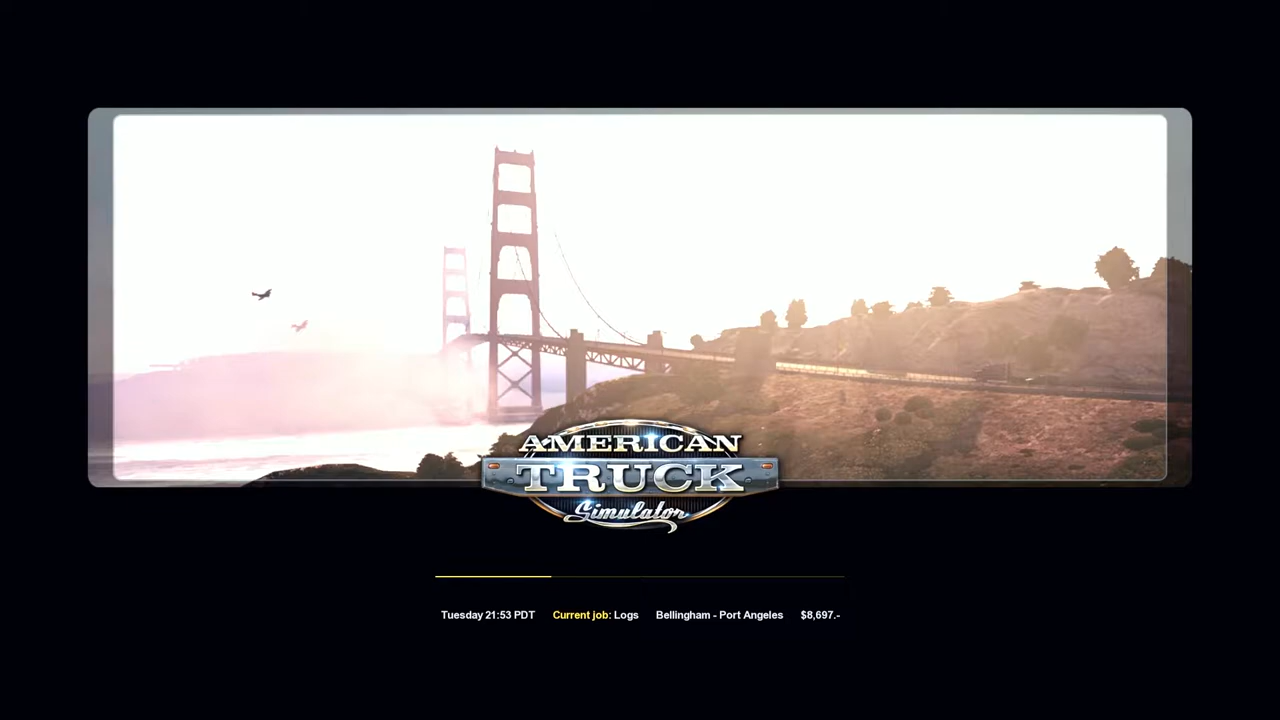 AMERICAN
TRUCK
Simulator
Tuesday 21:53 PDT Current job: Logs Bellingham - Port Angeles $8,697.-